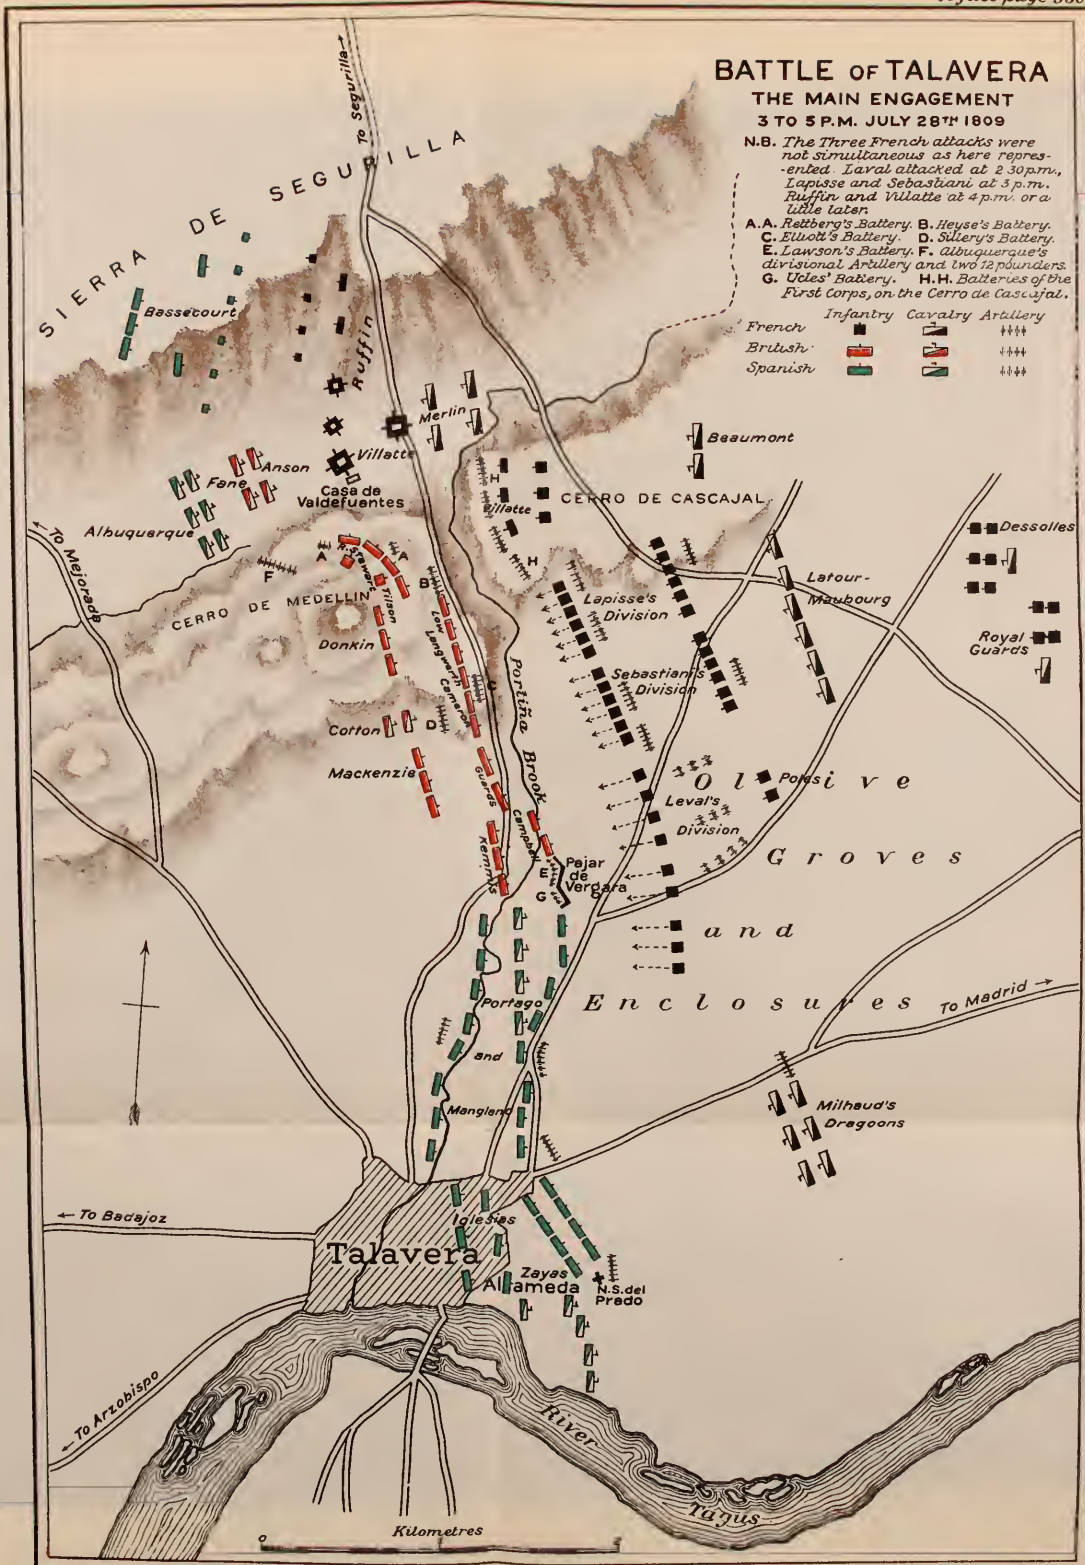 BATTLE OF TALAVERA
THE MAIN ENGAGEMENT
3 TO 5 P.M. JULY 28TH 1809
N.B. The Three French attacks were
not simultaneous as here repres-
-ented. Laval attacked at 2.30p.m.,
Lapisse and Sebastiani at 3 p.m.
Ruffin and Villatte at 4 p.m. or a
little later.
A.A. Rettberg's Battery. B. Heyse's Battery.
C. Elliott's Battery. D. Sillery's Battery.
E. Lawson's Battery. F. Albuquerque's
divisional Artillery and two 12 pounders.
G. Uclés' Battery. H.H. Batteries of the
First Corps, on the Cerro de Cascajal.
Infantry Cavalry Artillery
French
British
Spanish
To Segurilla
SIERRA DE SEGURILLA
Bassecourt
Ruffin
Merlin
Villatte
Casa de
Valdefuentes
Anson
Fane
Albuquerque
Beaumont
H
Villatte
CERRO DE CASCAJAL
H
Dessolles
To Mejorada
F
A
A
B
R. Stewart
Tilson
CERRO DE MEDELLIN
Donkin
Low
Langwerth
Cameron
C
Lapisse's
Division
Latour-
Maubourg
Royal
Guards
Sebastiani's
Division
Portiña Brook
Cotton
D
Mackenzie
Guards
Campbell
Kemmis
Poles
Leval's
Division
Olive
Groves
and
Enclosures
Pajar
de
Vergara
E
G
Portago
and
Manglano
To Madrid
Milhaud's
Dragoons
To Badajoz
Iglesias
Talavera
Zayas
Alameda
N.S. del
Prado
To Arzobispo
River
Tagus
Kilometres
0
1